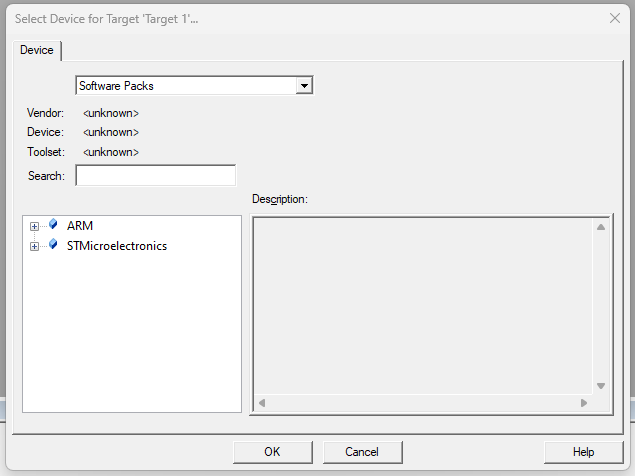 Select Device for Target 'Target 1'...
Device
Software Packs
Vendor: <unknown>
Device: <unknown>
Toolset: <unknown>
Search:
Description:
ARM
STMicroelectronics
OK Cancel Help